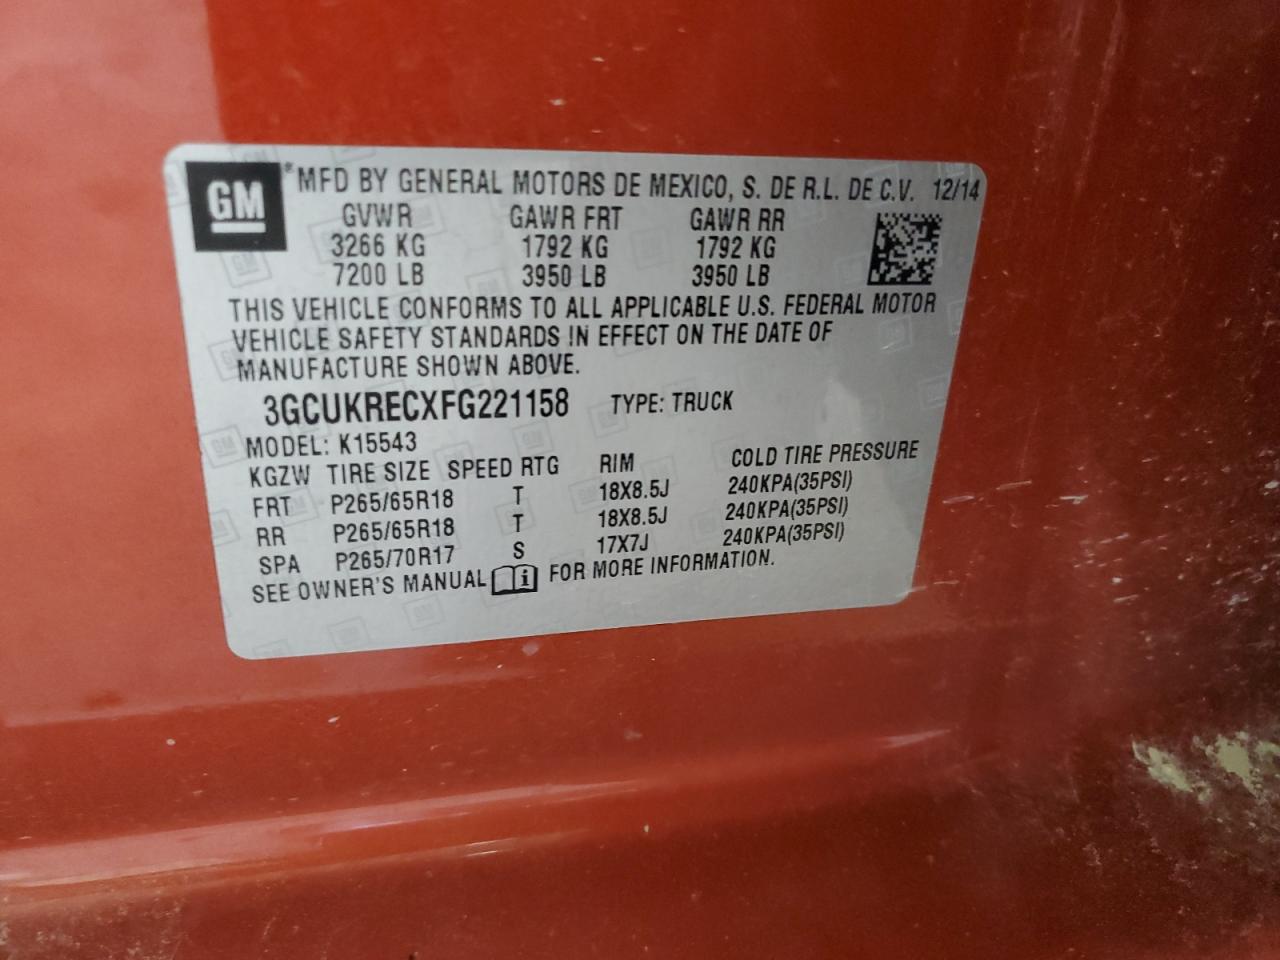 GM
*MFD BY GENERAL MOTORS DE MEXICO, S. DE R.L. DE C.V. 12/14
GVWR GAWR FRT GAWR RR
3266 KG 1792 KG 1792 KG
7200 LB 3950 LB 3950 LB
THIS VEHICLE CONFORMS TO ALL APPLICABLE U.S. FEDERAL MOTOR
VEHICLE SAFETY STANDARDS IN EFFECT ON THE DATE OF
MANUFACTURE SHOWN ABOVE.
3GCUKRECXFG221158 TYPE: TRUCK
MODEL: K15543
KGZW TIRE SIZE SPEED RTG RIM COLD TIRE PRESSURE
FRT P265/65R18 T 18X8.5J 240KPA(35PSI)
RR P265/65R18 T 18X8.5J 240KPA(35PSI)
SPA P265/70R17 S 17X7J 240KPA(35PSI)
SEE OWNER'S MANUAL i FOR MORE INFORMATION.